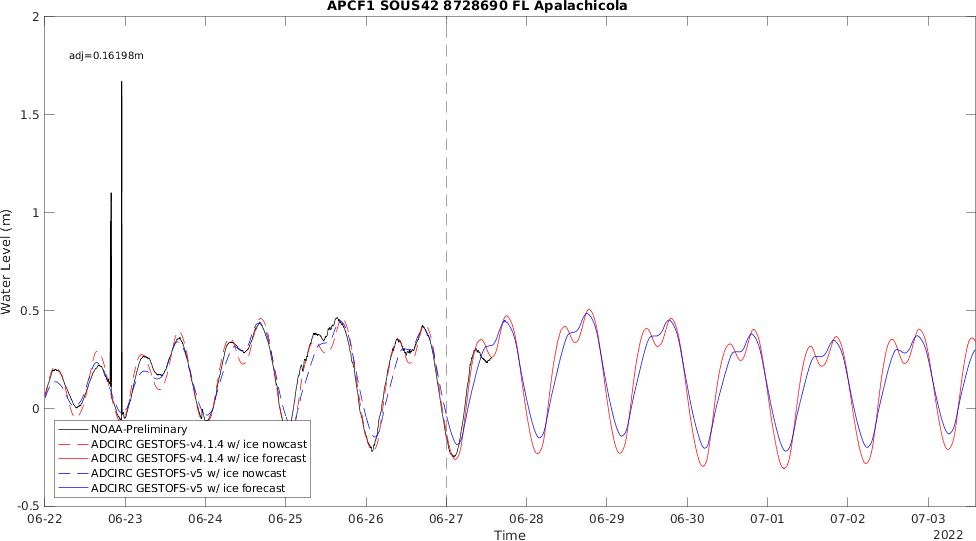 APCF1 SOUS42 8728690 FL Apalachicola
2
adj=0.16198m
1.5
1
0.5
0
-0.5
Water Level (m)
NOAA-Preliminary
ADCIRC GESTOFS-v4.1.4 w/ ice nowcast
ADCIRC GESTOFS-v4.1.4 w/ ice forecast
ADCIRC GESTOFS-v5 w/ ice nowcast
ADCIRC GESTOFS-v5 w/ ice forecast
06-22 06-23 06-24 06-25 06-26 06-27 06-28 06-29 06-30 07-01 07-02 07-03
Time
2022